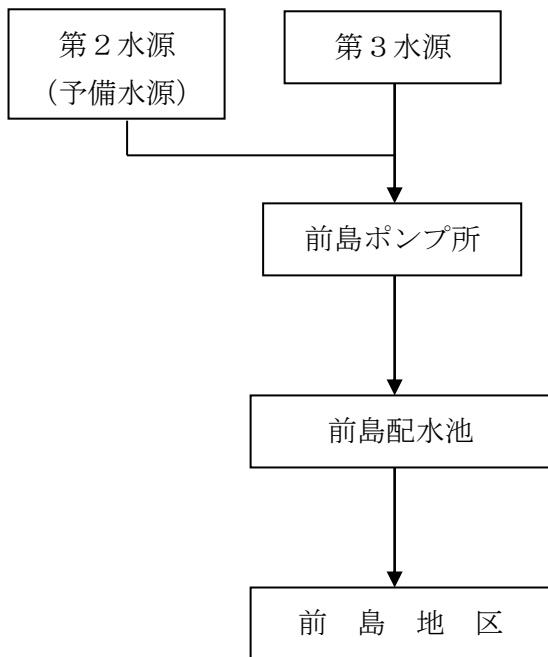 第２水源
（予備水源）
第３水源
前島ポンプ所
前島配水池
前　島　地　区